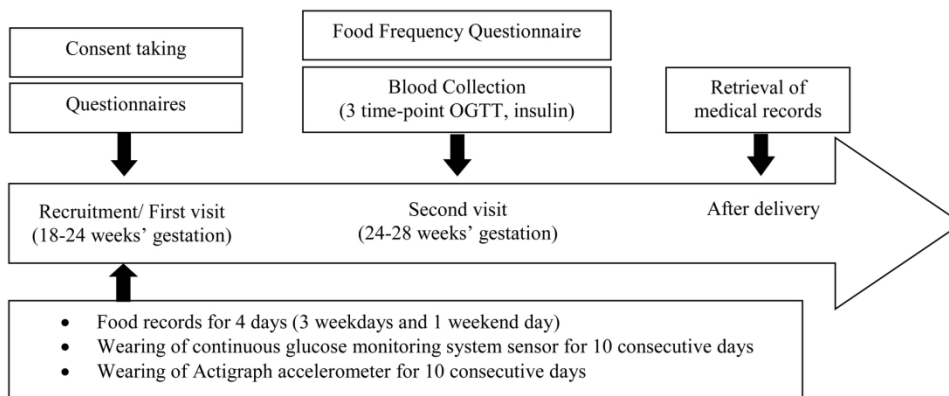 Consent taking
Questionnaires
Food Frequency Questionnaire
Blood Collection
(3 time-point OGTT, insulin)
Retrieval of
medical records
Recruitment/ First visit
(18-24 weeks’ gestation)
Second visit
(24-28 weeks’ gestation)
After delivery
• Food records for 4 days (3 weekdays and 1 weekend day)
• Wearing of continuous glucose monitoring system sensor for 10 consecutive days
• Wearing of Actigraph accelerometer for 10 consecutive days